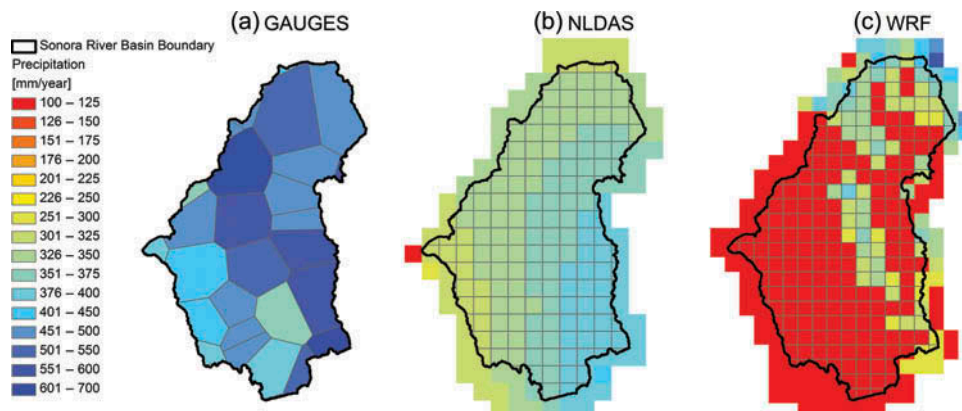 (a) GAUGES
(b) NLDAS
(c) WRF
Sonora River Basin Boundary
Precipitation
[mm/year]
100 – 125
126 – 150
151 – 175
176 – 200
201 – 225
226 – 250
251 – 300
301 – 325
326 – 350
351 – 375
376 – 400
401 – 450
451 – 500
501 – 550
551 – 600
601 – 700